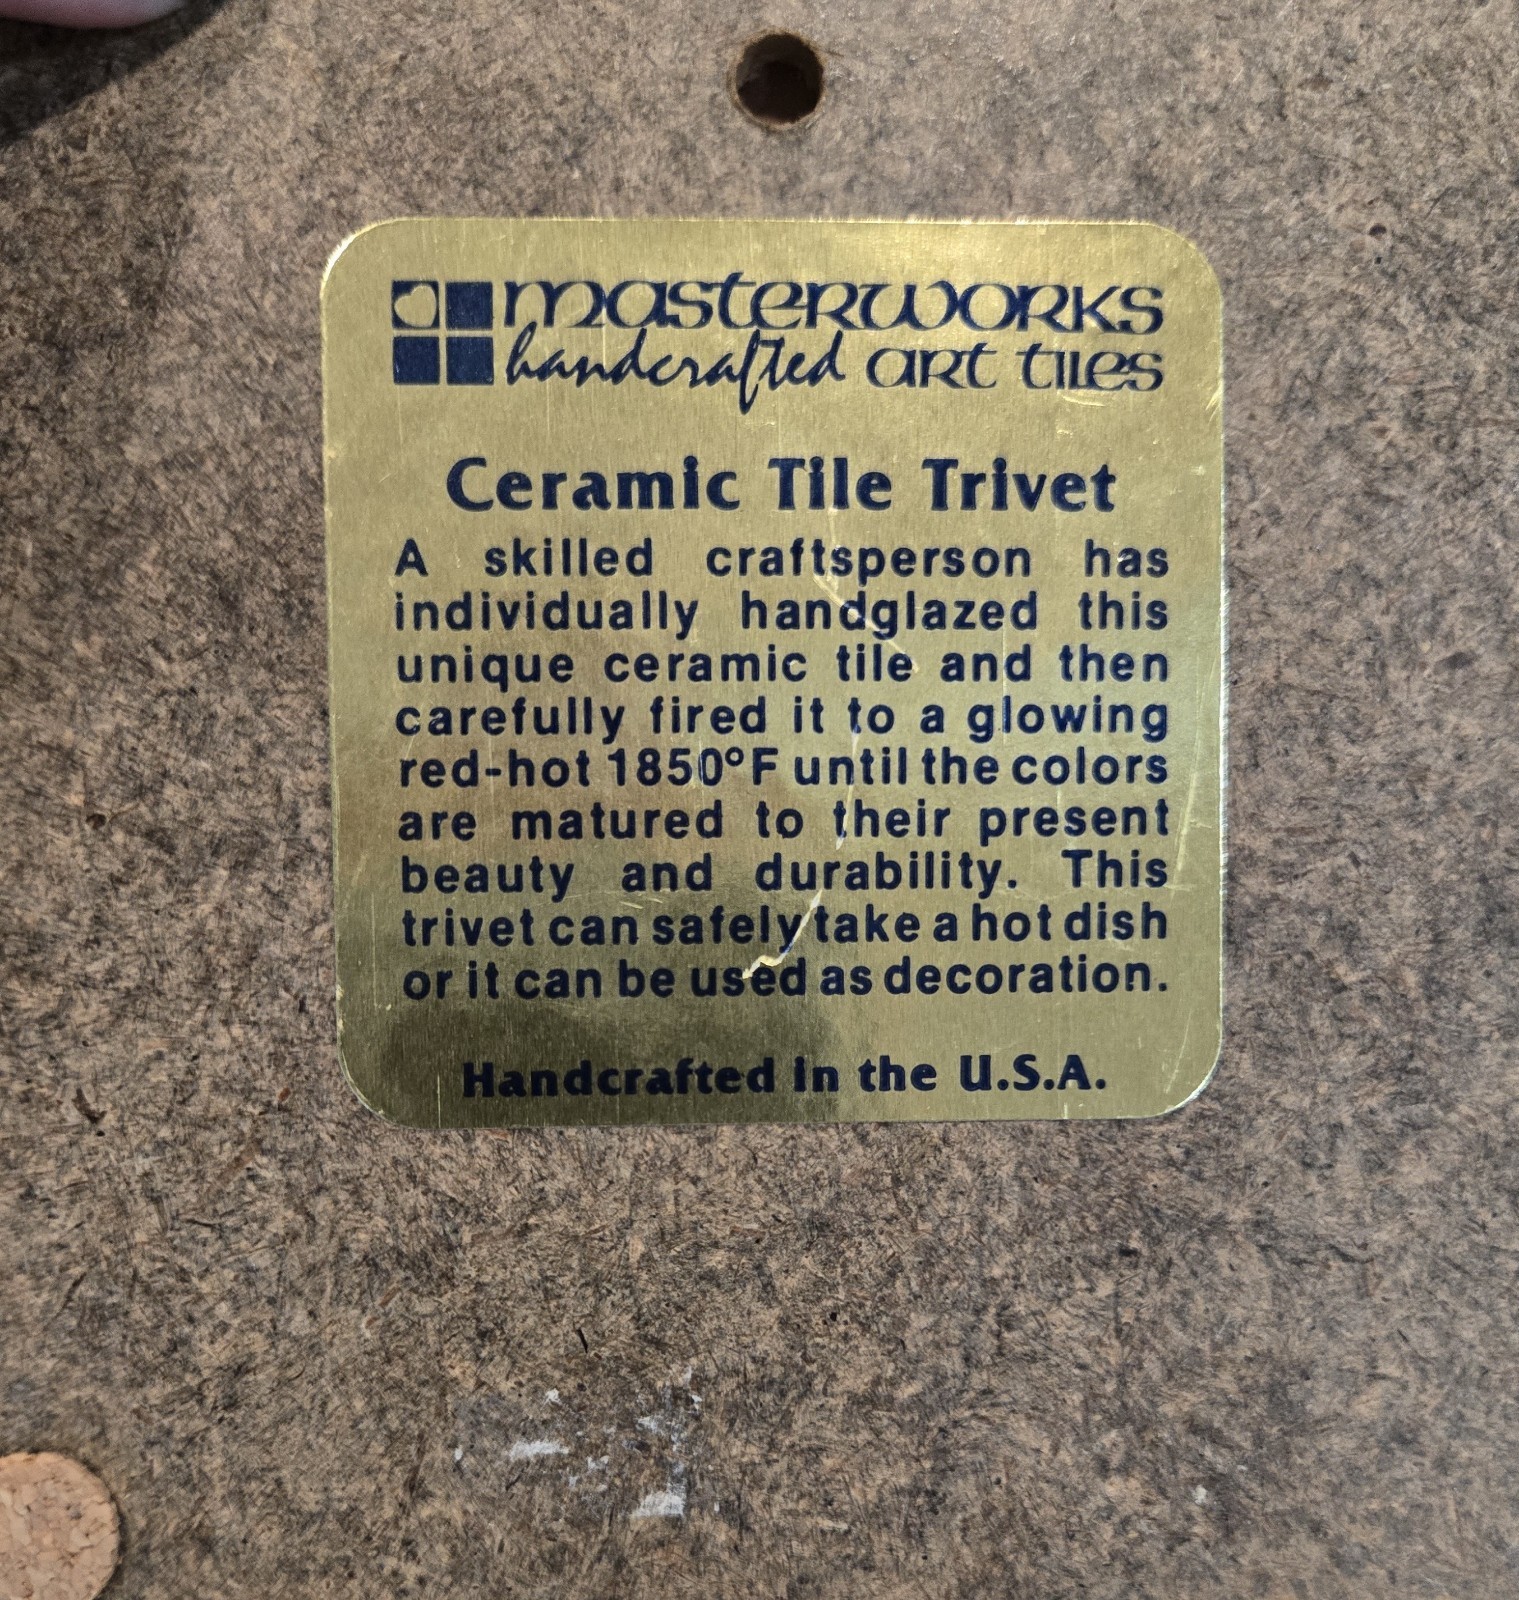 masterworks
handcrafted art tiles
Ceramic Tile Trivet
A skilled craftsperson has
individually handglazed this
unique ceramic tile and then
carefully fired it to a glowing
red-hot 1850°F until the colors
are matured to their present
beauty and durability. This
trivet can safely take a hot dish
or it can be used as decoration.
Handcrafted in the U.S.A.